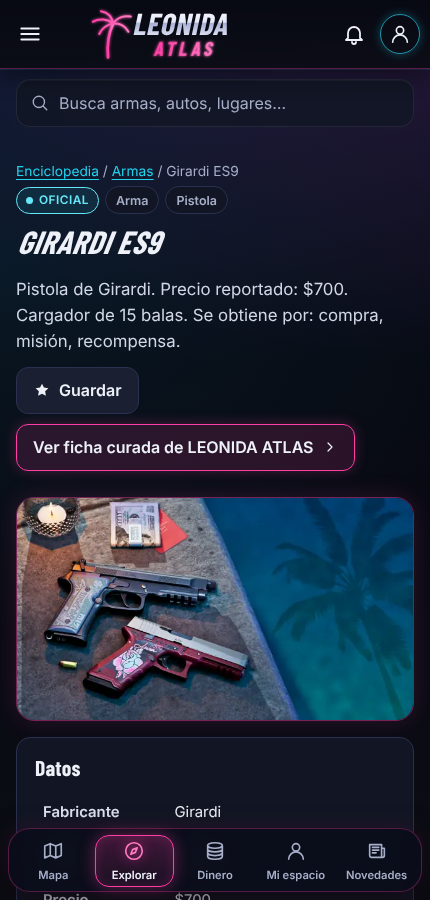 LEONIDA
ATLAS
Busca armas, autos, lugares...
Enciclopedia / Armas / Girardi ES9
OFICIAL
Arma
Pistola
GIRARDI ES9
Pistola de Girardi. Precio reportado: $700.
Cargador de 15 balas. Se obtiene por: compra,
misión, recompensa.
Guardar
Ver ficha curada de LEONIDA ATLAS
Datos
Fabricante Girardi
Mapa
Explorar
Dinero
Mi espacio
Novedades
Precio $700